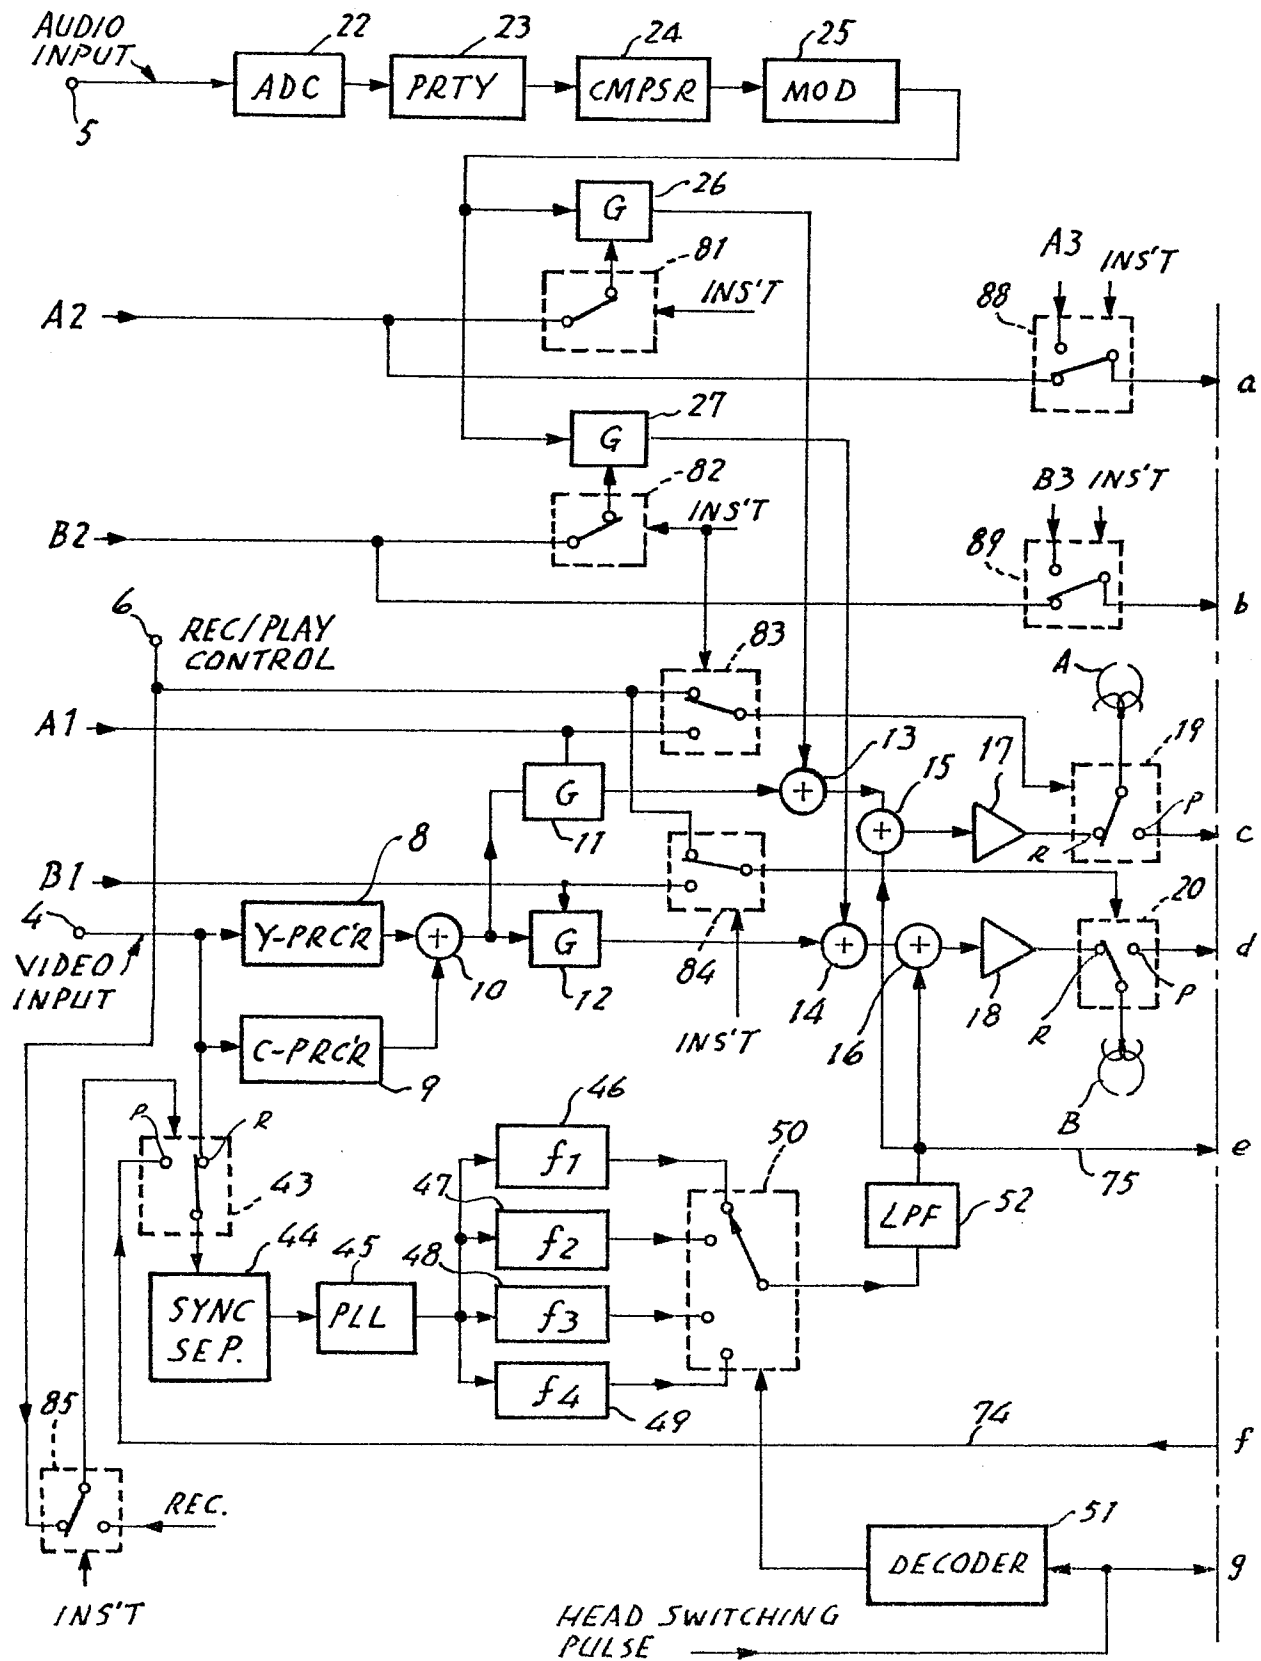 AUDIO
INPUT
22
23
24
25
ADC
PRTY
CMPSR
MOD
5
26
G
81
A3
INS'T
A2
INS'T
88
a
27
G
82
B3
INS'T
INS'T
B2
89
b
6
REC/PLAY
CONTROL
83
A
A1
13
17
19
15
G
+
P
11
+
R
c
8
B1
20
4
Y-PRC'R
+
G
84
+
+
d
VIDEO
INPUT
10
12
14
16
18
R
P
INS'T
C-PRC'R
9
46
B
P
R
f1
50
e
43
47
75
44
45
48
f2
LPF
52
SYNC
SEP.
PLL
f3
f4
49
85
74
f
REC.
51
DECODER
g
INS'T
HEAD SWITCHING
PULSE